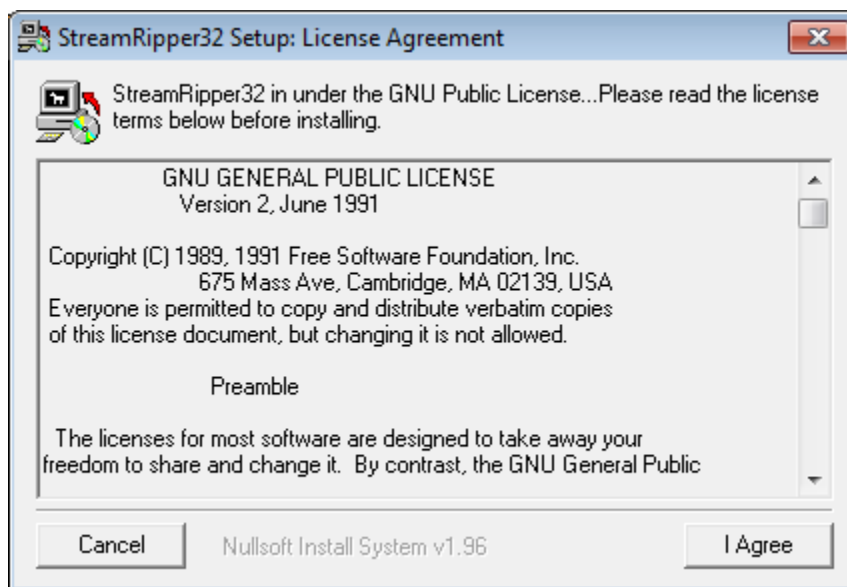 StreamRipper32 Setup: License Agreement
StreamRipper32 in under the GNU Public License...Please read the license
terms below before installing.
GNU GENERAL PUBLIC LICENSE
Version 2, June 1991
Copyright (C) 1989, 1991 Free Software Foundation, Inc.
675 Mass Ave, Cambridge, MA 02139, USA
Everyone is permitted to copy and distribute verbatim copies
of this license document, but changing it is not allowed.
Preamble
The licenses for most software are designed to take away your
freedom to share and change it.  By contrast, the GNU General Public
Cancel
Nullsoft Install System v1.96
I Agree